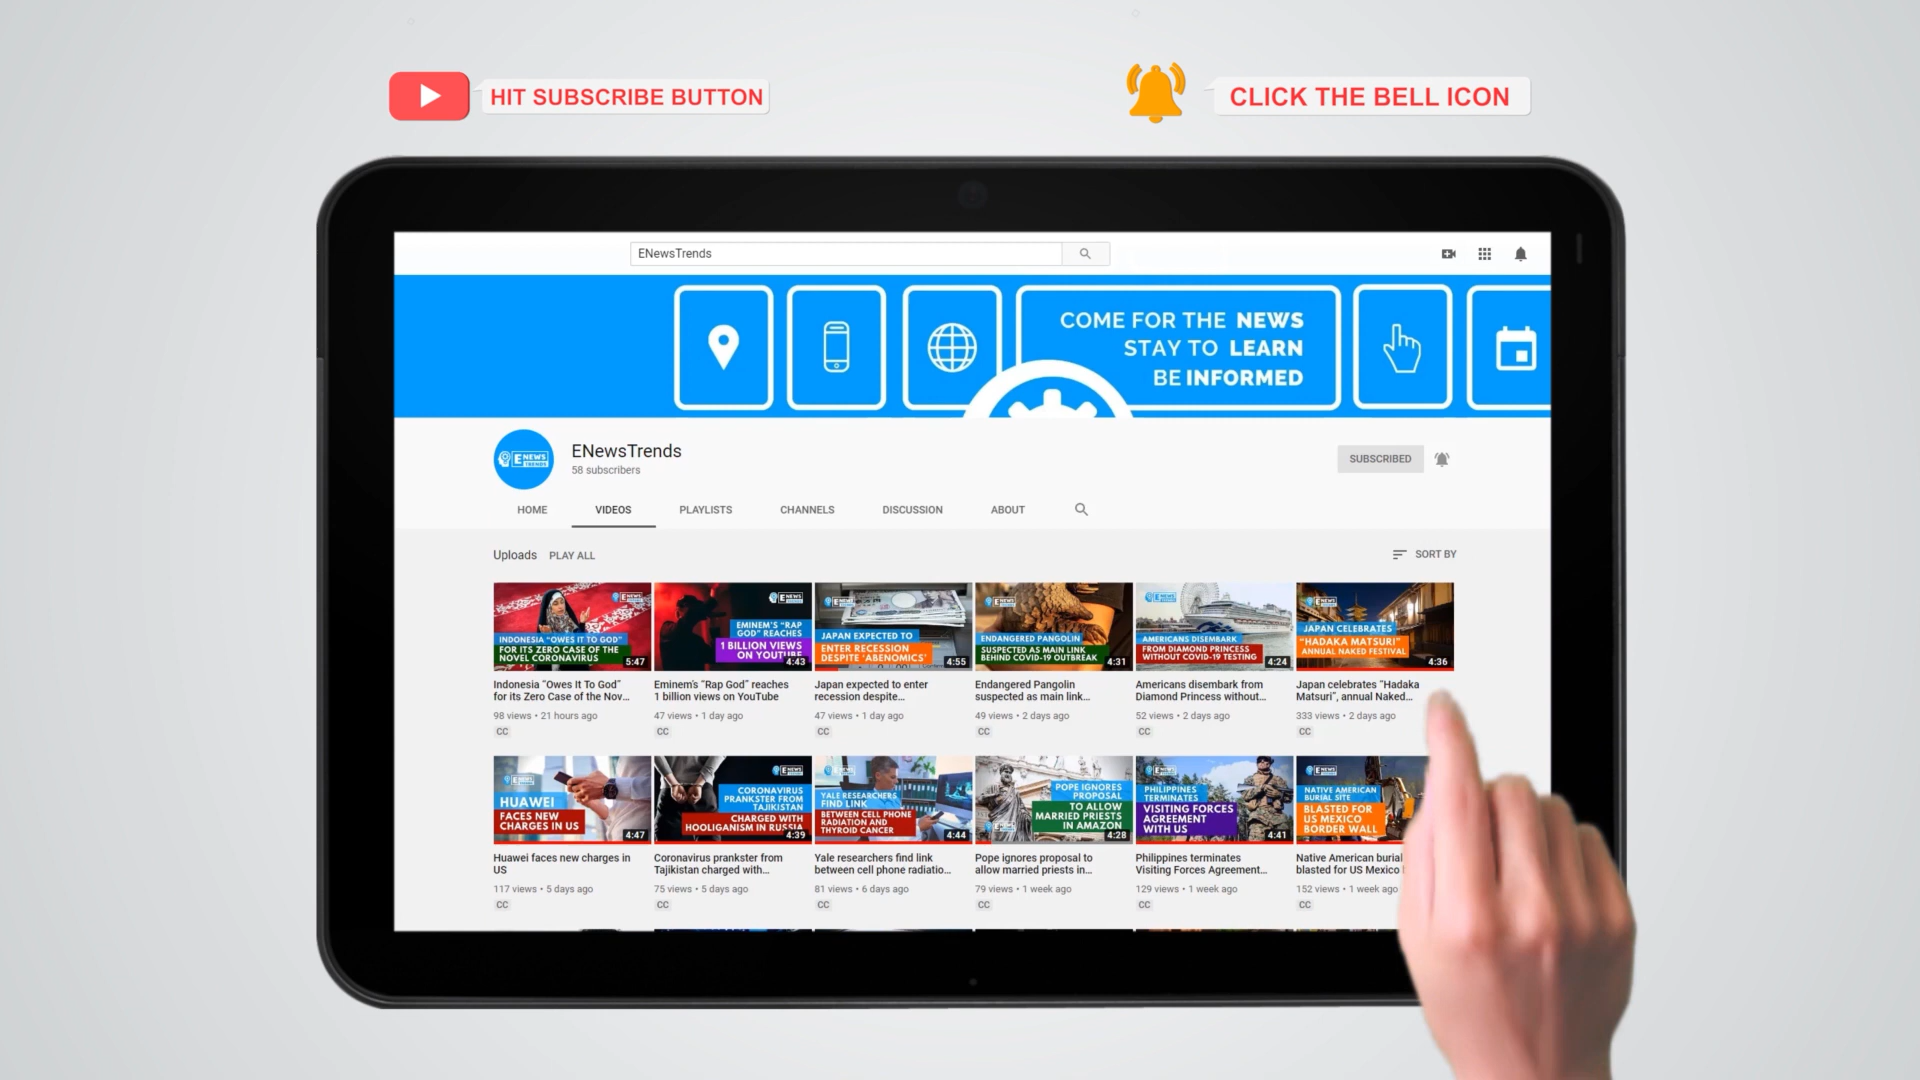 HIT SUBSCRIBE BUTTON
CLICK THE BELL ICON
ENewsTrends
COME FOR THE NEWS
STAY TO LEARN
BE INFORMED
E NEWS
TRENDS
ENewsTrends
58 subscribers
SUBSCRIBED
HOME VIDEOS PLAYLISTS CHANNELS DISCUSSION ABOUT
Uploads PLAY ALL
SORT BY
INDONESIA "OWES IT TO GOD"
FOR ITS ZERO CASE OF THE
NOVEL CORONAVIRUS
5:47
EMINEM'S "RAP
GOD" REACHES
1 BILLION VIEWS
ON YOUTUBE
4:43
JAPAN EXPECTED TO
ENTER RECESSION
DESPITE 'ABENOMICS'
4:55
ENDANGERED PANGOLIN
SUSPECTED AS MAIN LINK
BEHIND COVID-19 OUTBREAK
4:31
AMERICANS DISEMBARK
FROM DIAMOND PRINCESS
WITHOUT COVID-19 TESTING
4:24
JAPAN CELEBRATES
"HADAKA MATSURI"
ANNUAL NAKED FESTIVAL
4:36
Indonesia "Owes It To God"
for its Zero Case of the Nov...
98 views • 21 hours ago
CC
Eminem's "Rap God" reaches
1 billion views on YouTube
47 views • 1 day ago
CC
Japan expected to enter
recession despite...
47 views • 1 day ago
CC
Endangered Pangolin
suspected as main link...
49 views • 2 days ago
CC
Americans disembark from
Diamond Princess without...
52 views • 2 days ago
CC
Japan celebrates "Hadaka
Matsuri", annual Naked...
333 views • 2 days ago
CC
HUAWEI
FACES NEW
CHARGES IN US
4:47
CORONAVIRUS
PRANKSTER FROM
TAJIKISTAN
CHARGED WITH
HOOLIGANISM IN RUSSIA
4:39
YALE RESEARCHERS
FIND LINK
BETWEEN CELL PHONE
RADIATION AND
THYROID CANCER
4:44
POPE IGNORES
PROPOSAL
TO ALLOW
MARRIED PRIESTS
IN AMAZON
4:28
PHILIPPINES
TERMINATES
VISITING FORCES
AGREEMENT
WITH US
4:41
NATIVE AMERICAN
BURIAL SITE
BLASTED FOR
US MEXICO
BORDER WALL
Huawei faces new charges in
US
117 views • 5 days ago
CC
Coronavirus prankster from
Tajikistan charged with...
75 views • 5 days ago
CC
Yale researchers find link
between cell phone radiatio...
81 views • 6 days ago
CC
Pope ignores proposal to
allow married priests in...
79 views • 1 week ago
CC
Philippines terminates
Visiting Forces Agreement...
129 views • 1 week ago
CC
Native American burial
blasted for US Mexico
152 views • 1 week ago
CC